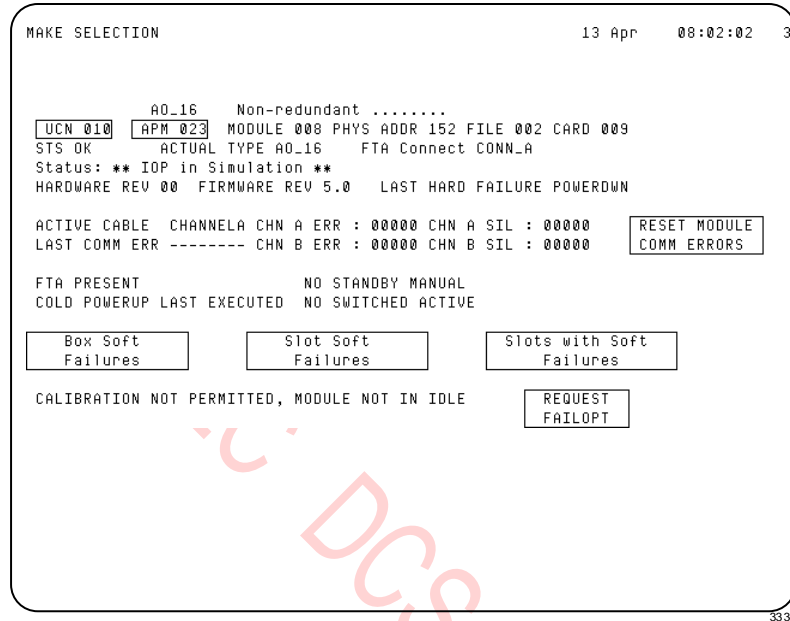 MAKE SELECTION 13 Apr 08:02:02 3
AO_16 Non-redundant ........
UCN 010 APM 023 MODULE 008 PHYS ADDR 152 FILE 002 CARD 009
STS OK ACTUAL TYPE AO_16 FTA Connect CONN_A
Status: ** IOP in Simulation **
HARDWARE REV 00 FIRMWARE REV 5.0 LAST HARD FAILURE POWERDWN
ACTIVE CABLE CHANNELA CHN A ERR : 00000 CHN A SIL : 00000 RESET MODULE
LAST COMM ERR -------- CHN B ERR : 00000 CHN B SIL : 00000 COMM ERRORS
FTA PRESENT NO STANDBY MANUAL
COLD POWERUP LAST EXECUTED NO SWITCHED ACTIVE
Box Soft Slot Soft Slots with Soft
Failures Failures Failures
CALIBRATION NOT PERMITTED, MODULE NOT IN IDLE REQUEST
FAILOPT
DCS
333